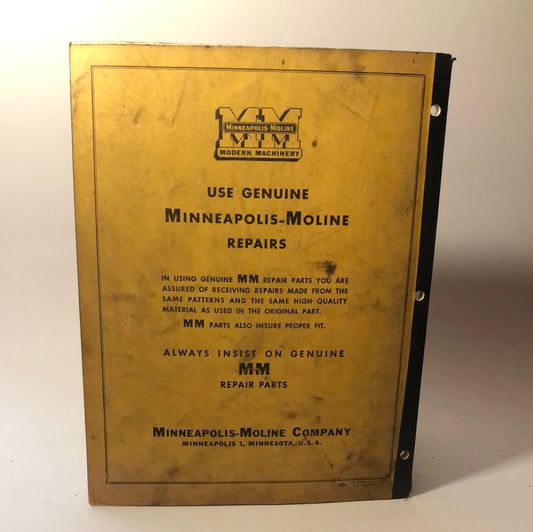 MM
MINNEAPOLIS-MOLINE
MODERN MACHINERY
USE GENUINE
MINNEAPOLIS-MOLINE
REPAIRS
IN USING GENUINE MM REPAIR PARTS YOU ARE
ASSURED OF RECEIVING REPAIRS MADE FROM THE
SAME PATTERNS AND THE SAME HIGH QUALITY
MATERIAL AS USED IN THE ORIGINAL PART.
MM PARTS ALSO INSURE PROPER FIT.
ALWAYS INSIST ON GENUINE
MM
REPAIR PARTS
MINNEAPOLIS-MOLINE COMPANY
MINNEAPOLIS 1, MINNESOTA, U.S.A.